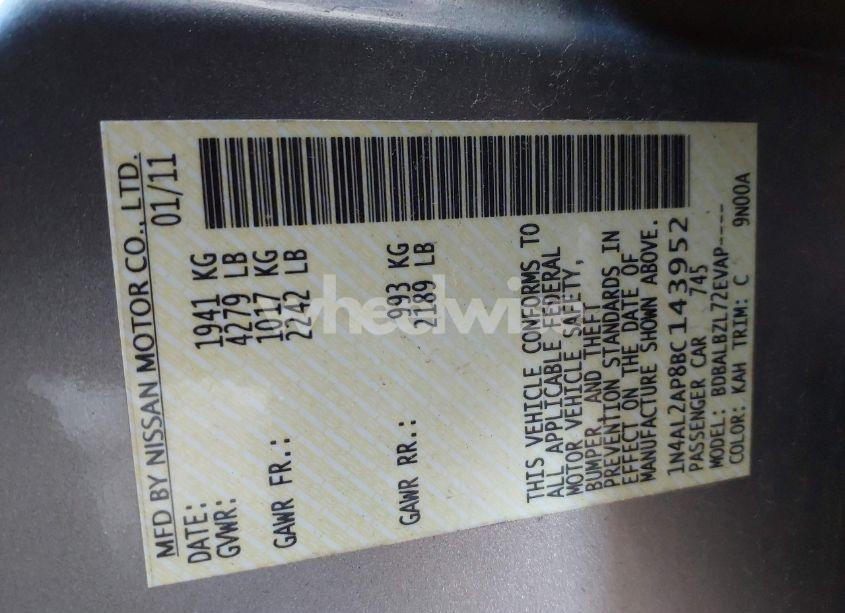 MFD BY NISSAN MOTOR CO., LTD.
DATE: 01/11
GVWR: 1941 KG
4279 LB
GAWR FR.: 1017 KG
2242 LB
GAWR RR.: 993 KG
2189 LB
THIS VEHICLE CONFORMS TO
ALL APPLICABLE FEDERAL
MOTOR VEHICLE SAFETY,
BUMPER, AND THEFT
PREVENTION STANDARDS IN
EFFECT ON THE DATE OF
MANUFACTURE SHOWN ABOVE.
1N4AL2AP8BC143952
PASSENGER CAR 745
MODEL: BDBALBZL72EVAP----
COLOR: KAH TRIM: C 9N00A